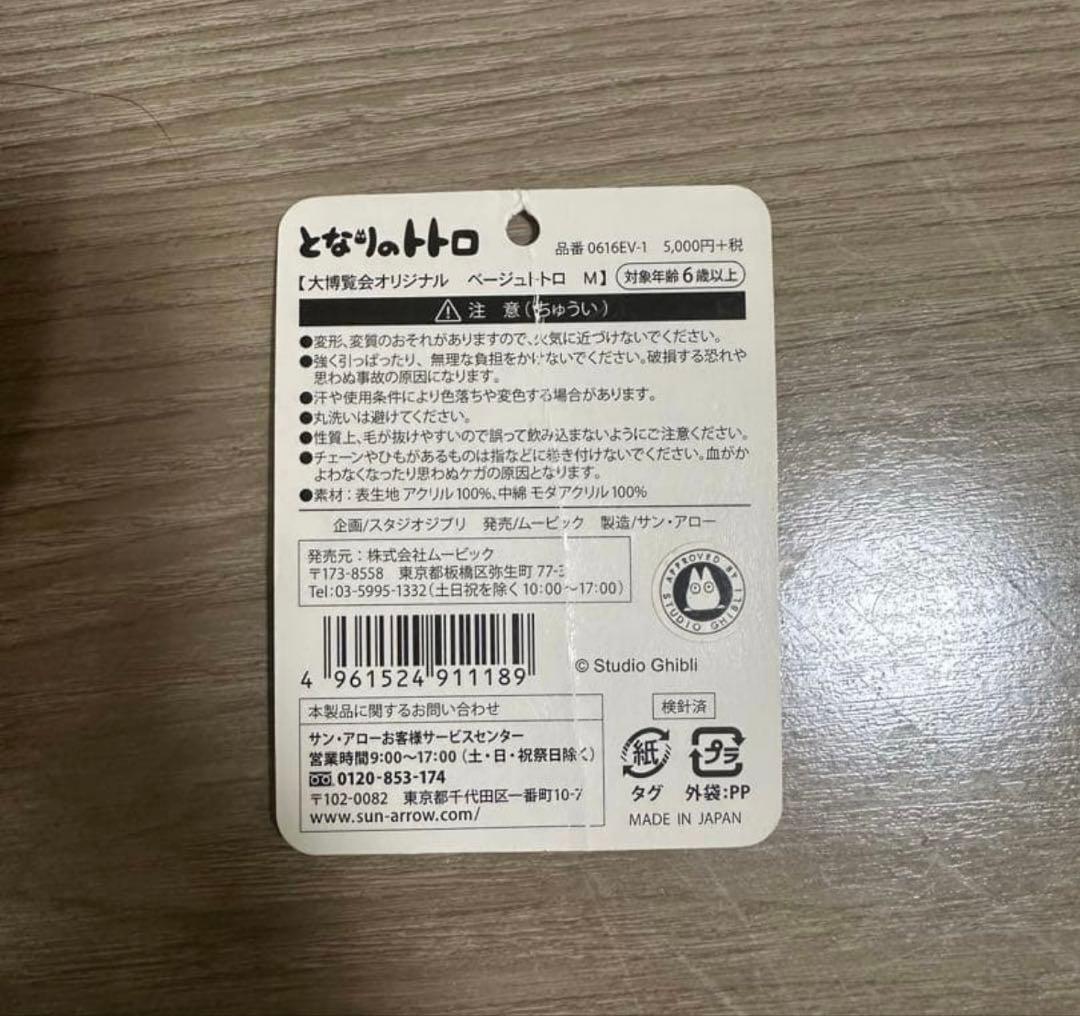 となりのトトロ
品番 0616EV-1 5,000円+税
【大博覧会オリジナル ベージュトトロ M】 対象年齢6歳以上
注 意(ちゅうい)
●変形、変質のおそれがありますので、火気に近づけないでください。
●強く引っぱったり、無理な負担をかけないでください。破損する恐れや
思わぬ事故の原因になります。
●汗や使用条件により色落ちや変色する場合があります。
●丸洗いは避けてください。
●性質上、毛が抜けやすいので誤って飲み込まないようにご注意ください。
●チェーンやひもがあるものは指などに巻き付けないでください。血がか
よわなくなったり思わぬケガの原因となります。
●素材：表生地 アクリル100%、中綿 モダアクリル100%
企画/スタジオジブリ 発売/ムービック 製造/サン・アロー
発売元：株式会社ムービック
〒173-8558 東京都板橋区弥生町 77-3
Tel:03-5995-1332(土日祝を除く10:00〜17:00)
APPROVED BY STUDIO GHIBLI
4 961524 911189
© Studio Ghibli
本製品に関するお問い合わせ
検針済
サン・アローお客様サービスセンター
営業時間9:00〜17:00(土・日・祝祭日除く)
0120-853-174
〒102-0082 東京都千代田区一番町10-7
www.sun-arrow.com/
紙 プラ
タグ 外袋:PP
MADE IN JAPAN